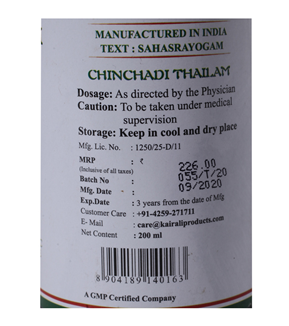 MANUFACTURED IN INDIA
TEXT : SAHASRAYOGAM
CHINCHADI THAILAM
Dosage: As directed by the Physician
Caution: To be taken under medical
supervision
Storage: Keep in cool and dry place
Mfg. Lic. No. : 1250/25-D/11
MRP : ₹ 226.00
(Inclusive of all taxes)
Batch No : 055/T/20
Mfg. Date : 09/2020
Exp.Date : 3 years from the date of Mfg
Customer Care : +91-4259-271711
E- Mail : care@kairaliproducts.com
Net Content : 200 ml
8 904189 140163
A GMP Certified Company